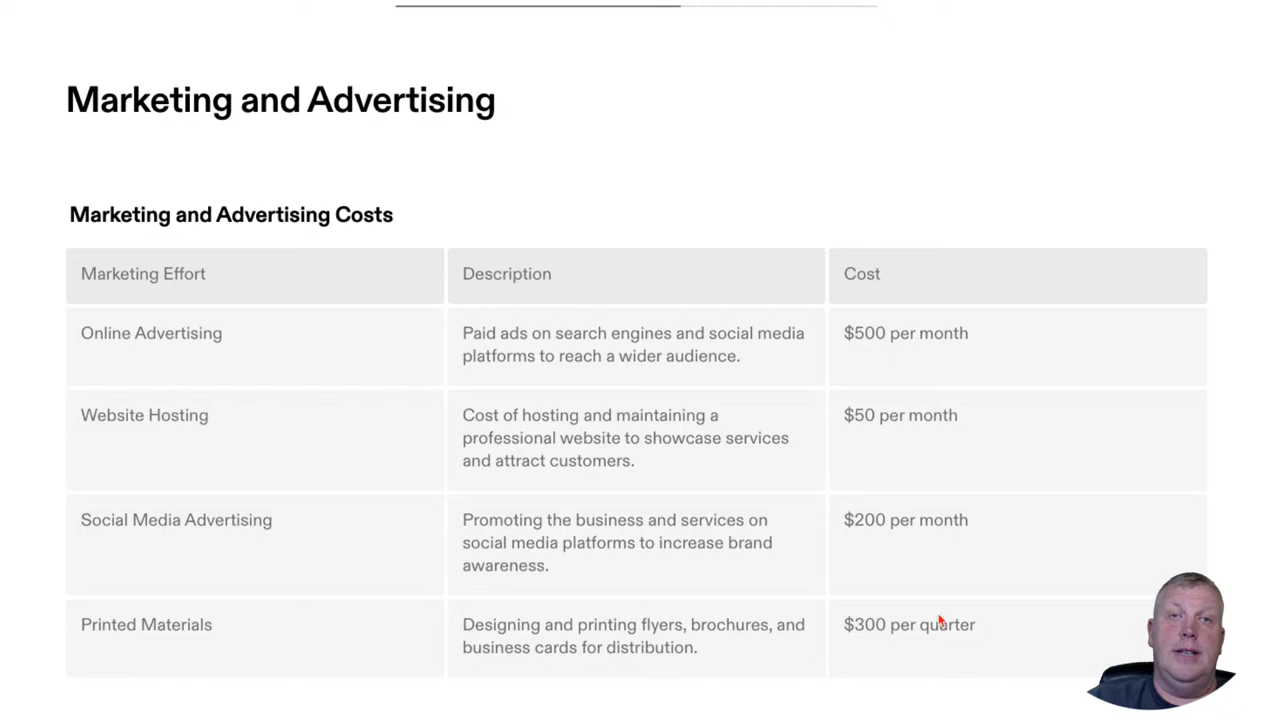 Marketing and Advertising
Marketing and Advertising Costs
Marketing Effort
Description
Cost
Online Advertising
Paid ads on search engines and social media
platforms to reach a wider audience.
$500 per month
Website Hosting
Cost of hosting and maintaining a
professional website to showcase services
and attract customers.
$50 per month
Social Media Advertising
Promoting the business and services on
social media platforms to increase brand
awareness.
$200 per month
Printed Materials
Designing and printing flyers, brochures, and
business cards for distribution.
$300 per quarter